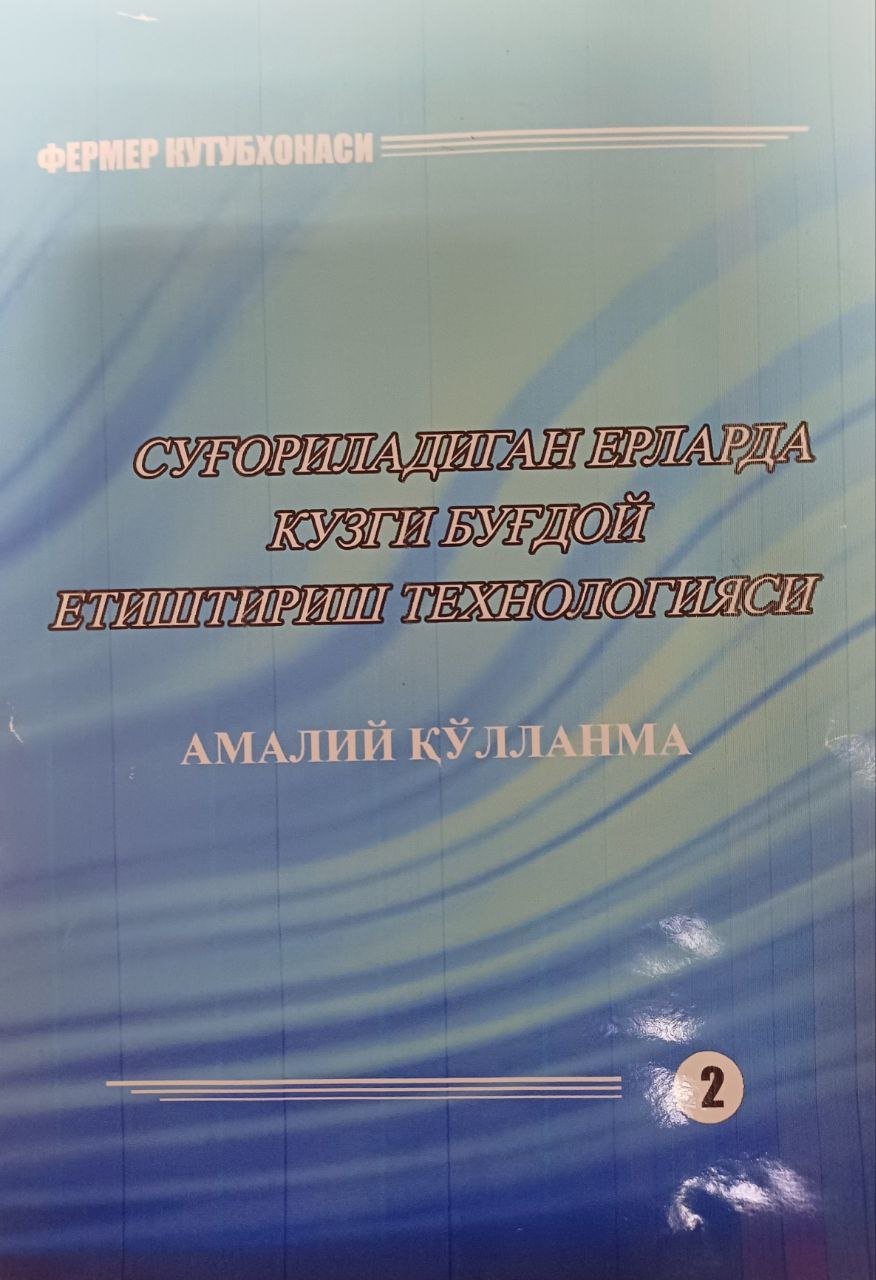 ФЕРМЕР КУТУБХОНАСИ
СУҒОРИЛАДИГАН ЕРЛАРДА
КУЗГИ БУҒДОЙ
ЕТИШТИРИШ ТЕХНОЛОГИЯСИ
АМАЛИЙ ҚЎЛЛАНМА
2